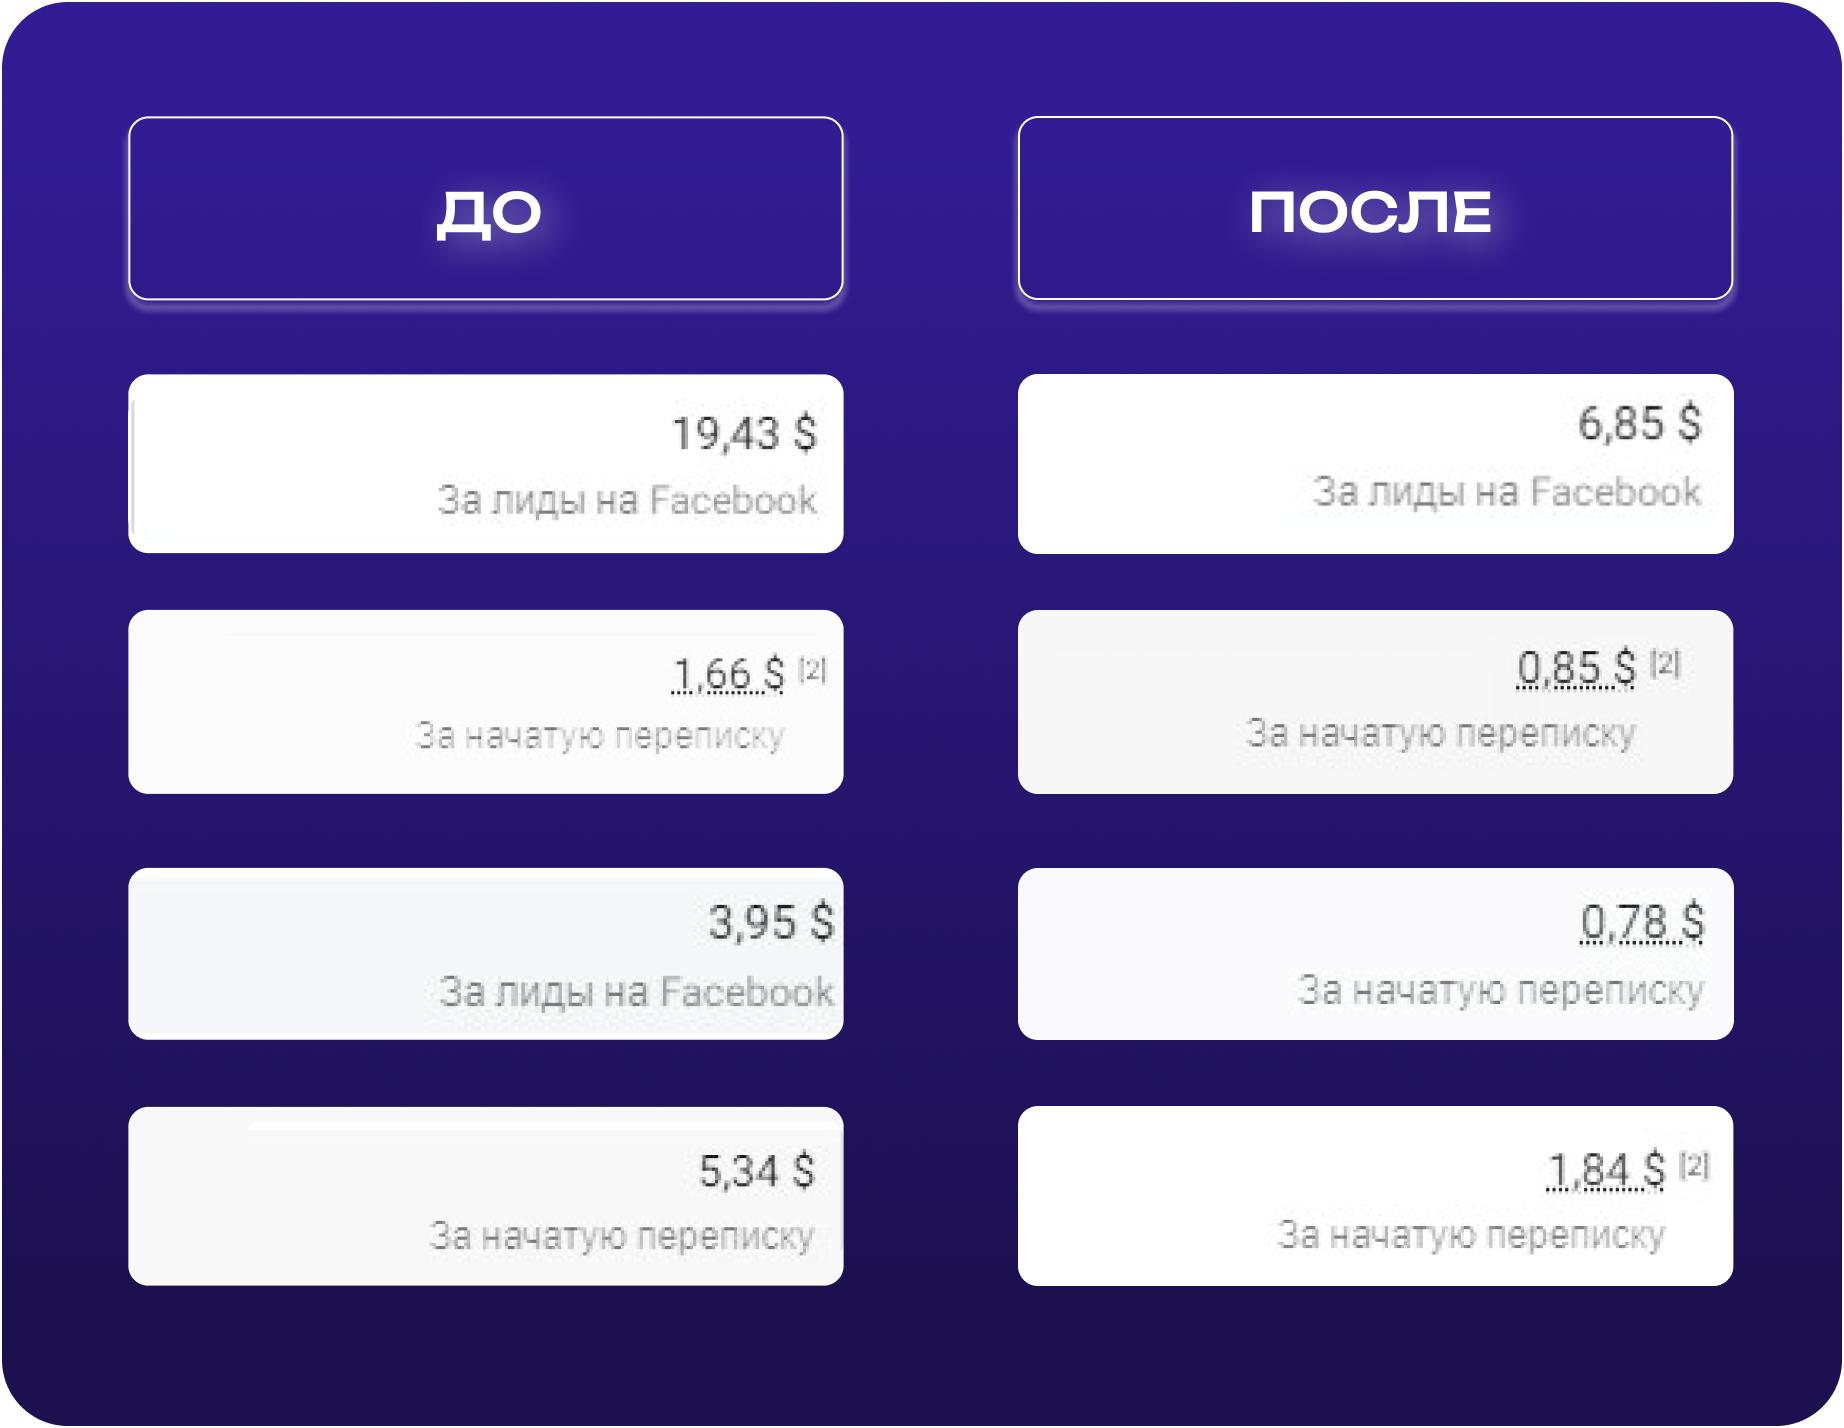 ДО
ПОСЛЕ
19,43 $
За лиды на Facebook
6,85 $
За лиды на Facebook
1,66 $ [2]
За начатую переписку
0,85 $ [2]
За начатую переписку
3,95 $
За лиды на Facebook
0,78 $
За начатую переписку
5,34 $
За начатую переписку
1,84 $ [2]
За начатую переписку